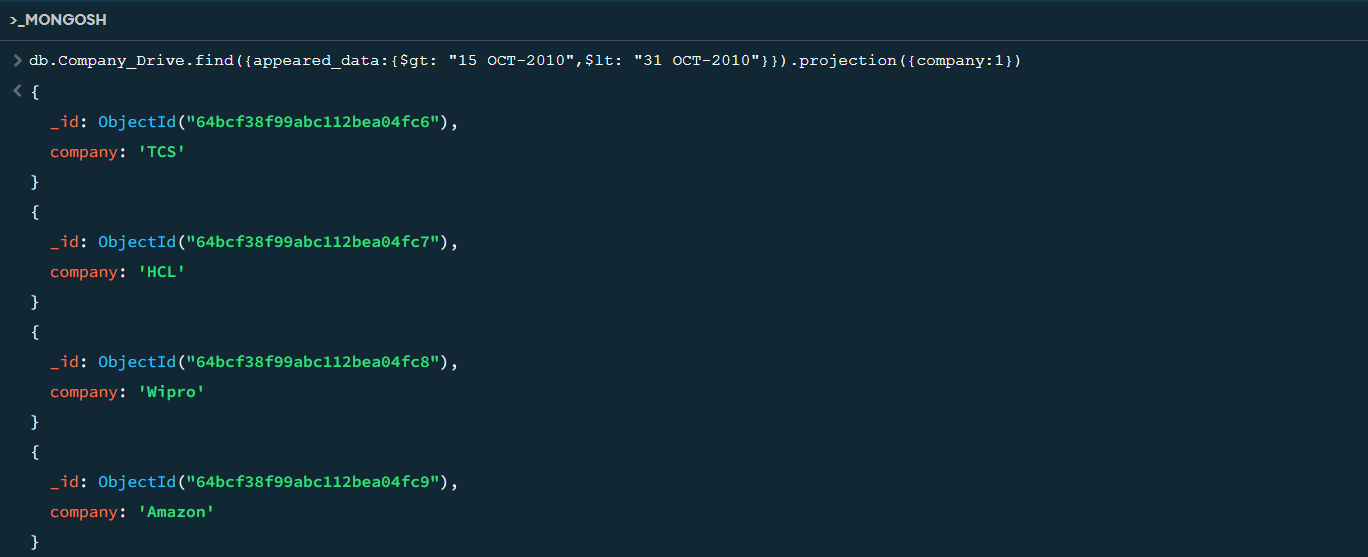 >_MONGOSH
> db.Company_Drive.find({appeared_data:{$gt: "15 OCT-2010",$lt: "31 OCT-2010"}}).projection({company:1})
< {
_id: ObjectId("64bcf38f99abc112bea04fc6"),
company: 'TCS'
}
{
_id: ObjectId("64bcf38f99abc112bea04fc7"),
company: 'HCL'
}
{
_id: ObjectId("64bcf38f99abc112bea04fc8"),
company: 'Wipro'
}
{
_id: ObjectId("64bcf38f99abc112bea04fc9"),
company: 'Amazon'
}